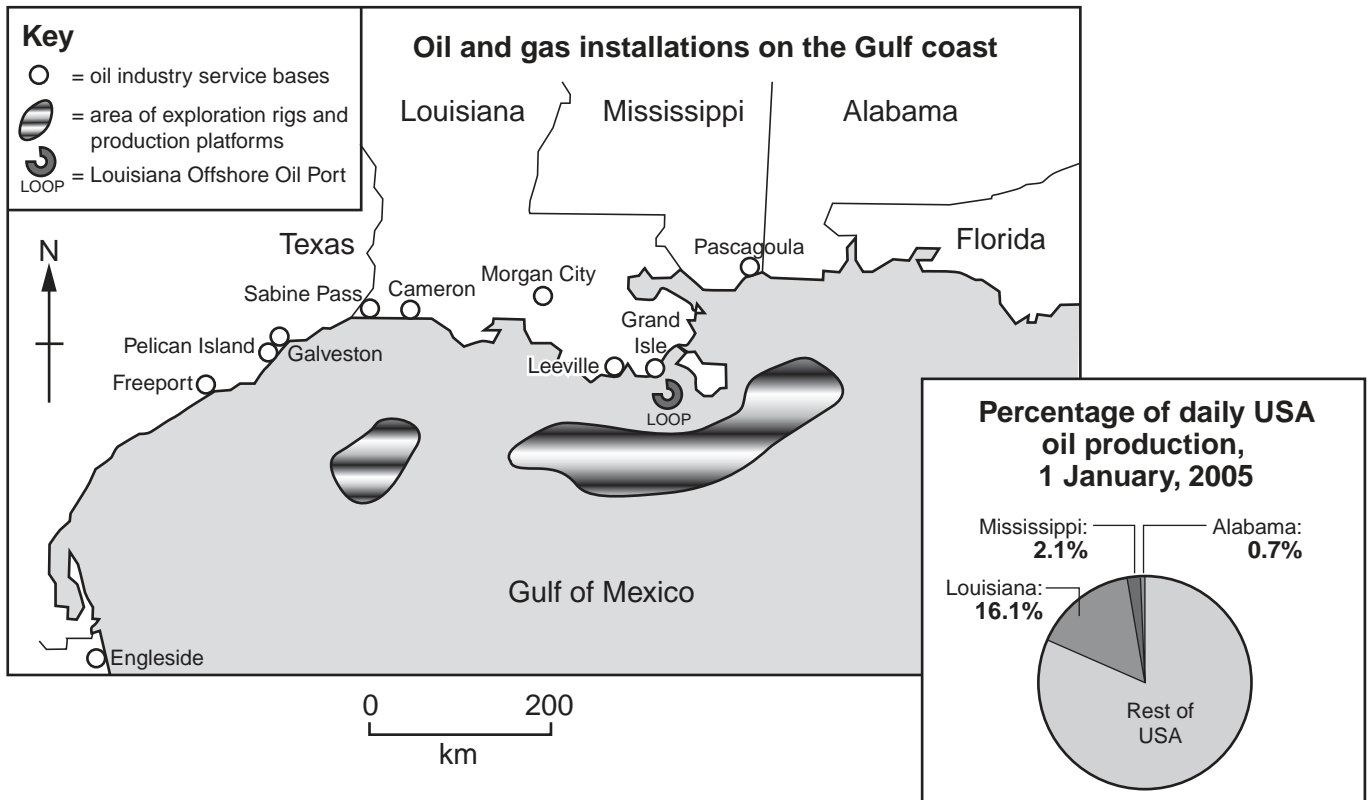 Key
= oil industry service bases
= area of exploration rigs and
production platforms
LOOP
= Louisiana Offshore Oil Port
Oil and gas installations on the Gulf coast
Louisiana
Mississippi
Alabama
N
Texas
Florida
Pascagoula
Morgan City
Sabine Pass
Cameron
Grand
Isle
Pelican Island
Galveston
Leeville
Freeport
LOOP
Gulf of Mexico
Engleside
0
200
km
Percentage of daily USA
oil production,
1 January, 2005
Mississippi:
2.1%
Alabama:
0.7%
Louisiana:
16.1%
Rest of
USA